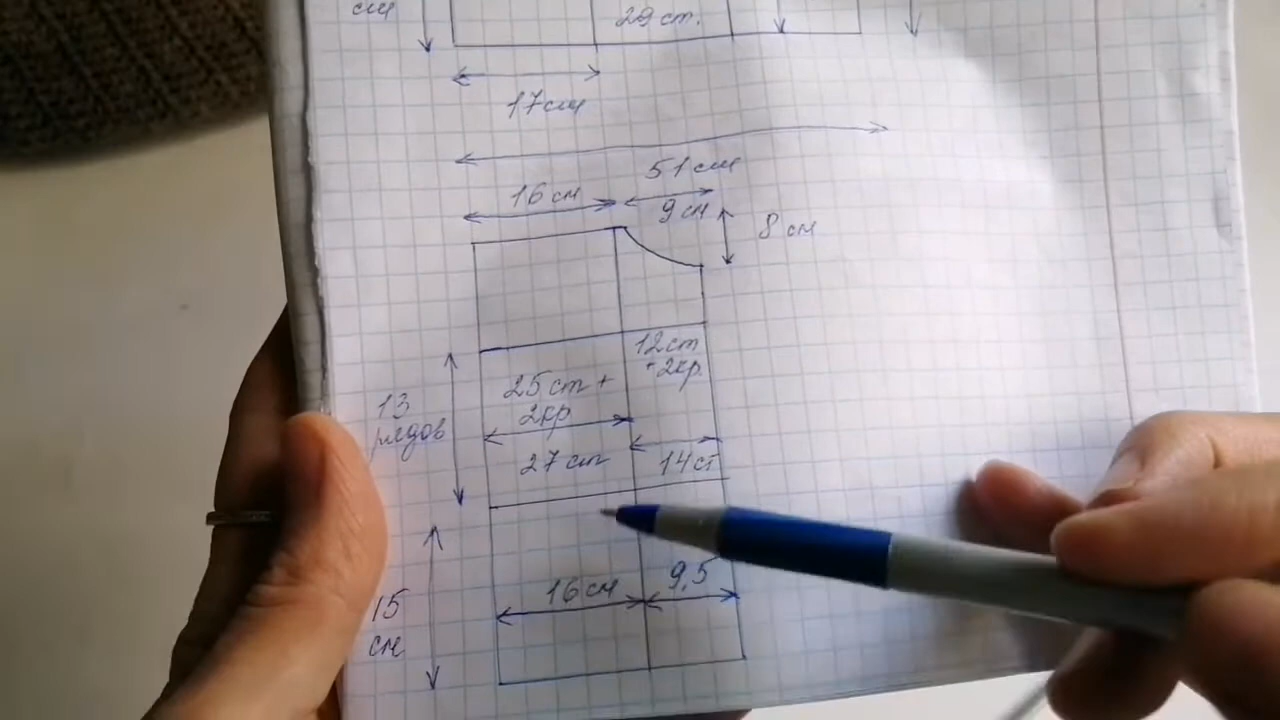 см
29 ст.
17 см
51 см
16 см
9 см
8 см
12 ст
+2кр.
25 ст +
2кр
13
рядов
27 ст
14 ст
16 см
9,5
15
см